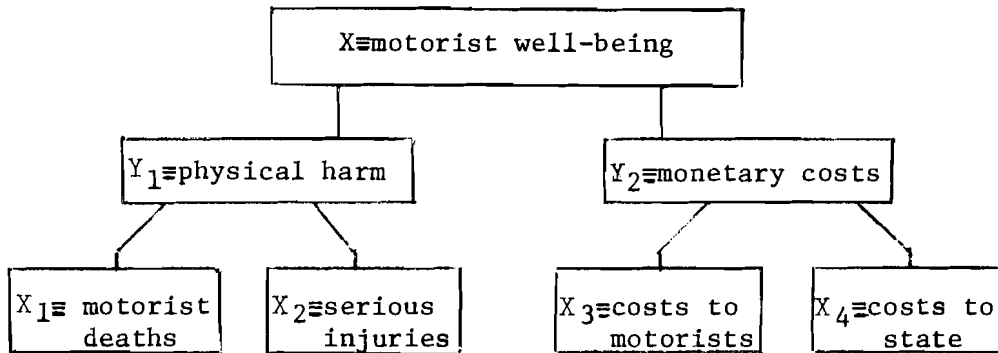 X≡motorist well-being
Y₁≡physical harm
Y₂≡monetary costs
X₁≡ motorist
deaths
X₂≡serious
injuries
X₃≡costs to
motorists
X₄≡costs to
state